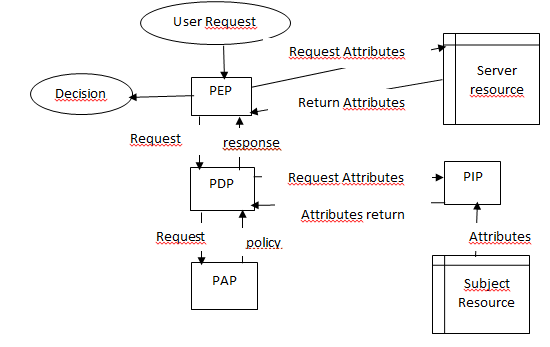 User Request
Request Attributes
Server
resource
PEP
Decision
Return Attributes
Request
response
PDP
Request Attributes
PIP
Attributes return
Request
policy
Attributes
PAP
Subject
Resource